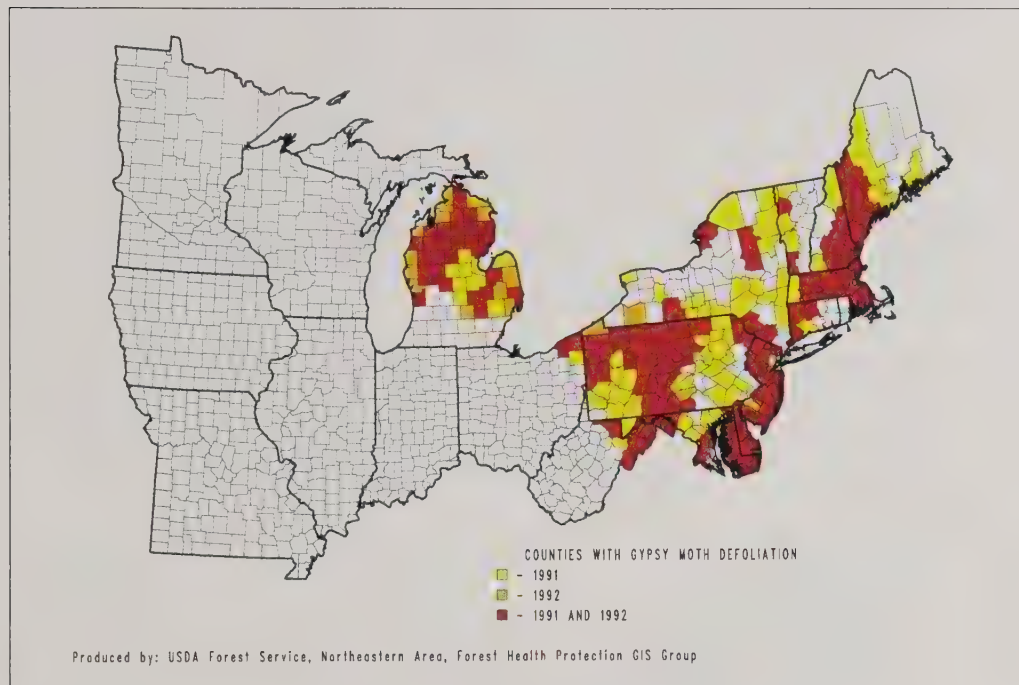 COUNTIES WITH GYPSY MOTH DEFOLIATION
- 1991
- 1992
- 1991 AND 1992
Produced by: USDA Forest Service, Northeastern Area, Forest Health Protection GIS Group